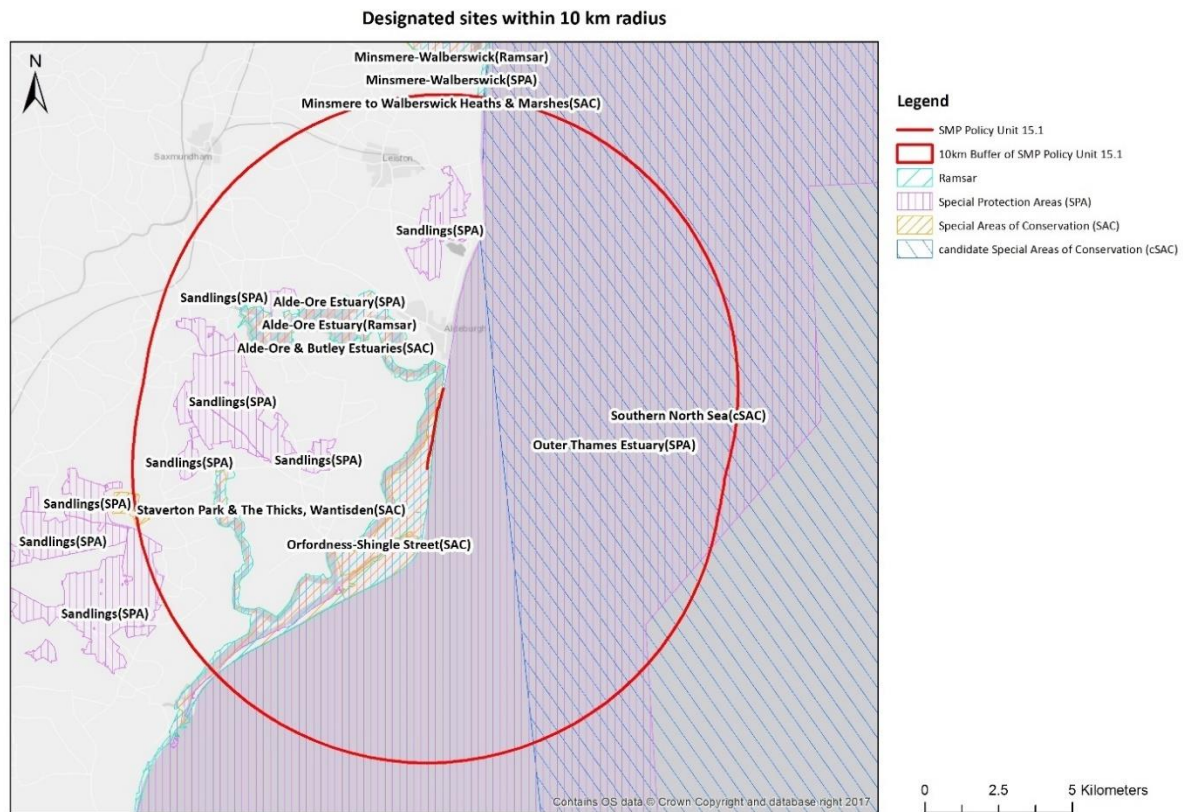 Designated sites within 10 km radius
N
Minsmere-Walberswick(Ramsar)
Minsmere-Walberswick(SPA)
Minsmere to Walberswick Heaths & Marshes(SAC)
Saxmundham
Leiston
Sandlings(SPA)
Sandlings(SPA)
Alde-Ore Estuary(SPA)
Alde-Ore Estuary(Ramsar)
Aldeburgh
Alde-Ore & Butley Estuaries(SAC)
Sandlings(SPA)
Southern North Sea(cSAC)
Outer Thames Estuary(SPA)
Sandlings(SPA)
Sandlings(SPA)
Sandlings(SPA)
Staverton Park & The Thicks, Wantisden(SAC)
Sandlings(SPA)
Orfordness-Shingle Street(SAC)
Sandlings(SPA)
Contains OS data © Crown Copyright and database right 2017
Legend
SMP Policy Unit 15.1
10km Buffer of SMP Policy Unit 15.1
Ramsar
Special Protection Areas (SPA)
Special Areas of Conservation (SAC)
candidate Special Areas of Conservation (cSAC)
0 2.5 5 Kilometers